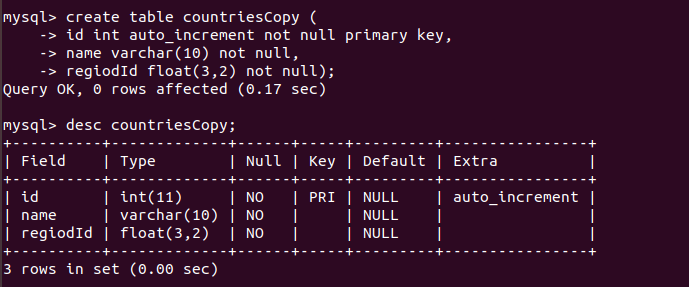 mysql> create table countriesCopy (
    -> id int auto_increment not null primary key,
    -> name varchar(10) not null,
    -> regiodId float(3,2) not null);
Query OK, 0 rows affected (0.17 sec)

mysql> desc countriesCopy;
+----------+-------------+------+-----+---------+----------------+
| Field    | Type        | Null | Key | Default | Extra          |
+----------+-------------+------+-----+---------+----------------+
| id       | int(11)     | NO   | PRI | NULL    | auto_increment |
| name     | varchar(10) | NO   |     | NULL    |                |
| regiodId | float(3,2)  | NO   |     | NULL    |                |
+----------+-------------+------+-----+---------+----------------+
3 rows in set (0.00 sec)